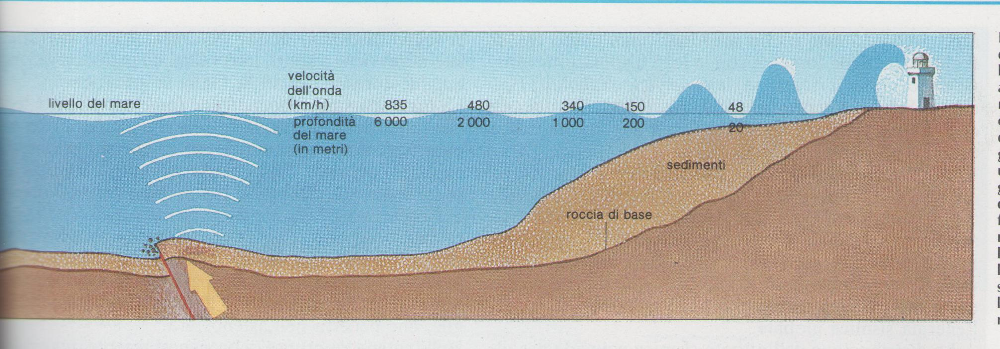 livello del mare
velocità
dell'onda
(km/h) 835 480 340 150 48
profondità 6 000 2 000 1 000 200 20
del mare
(in metri)
sedimenti
roccia di base